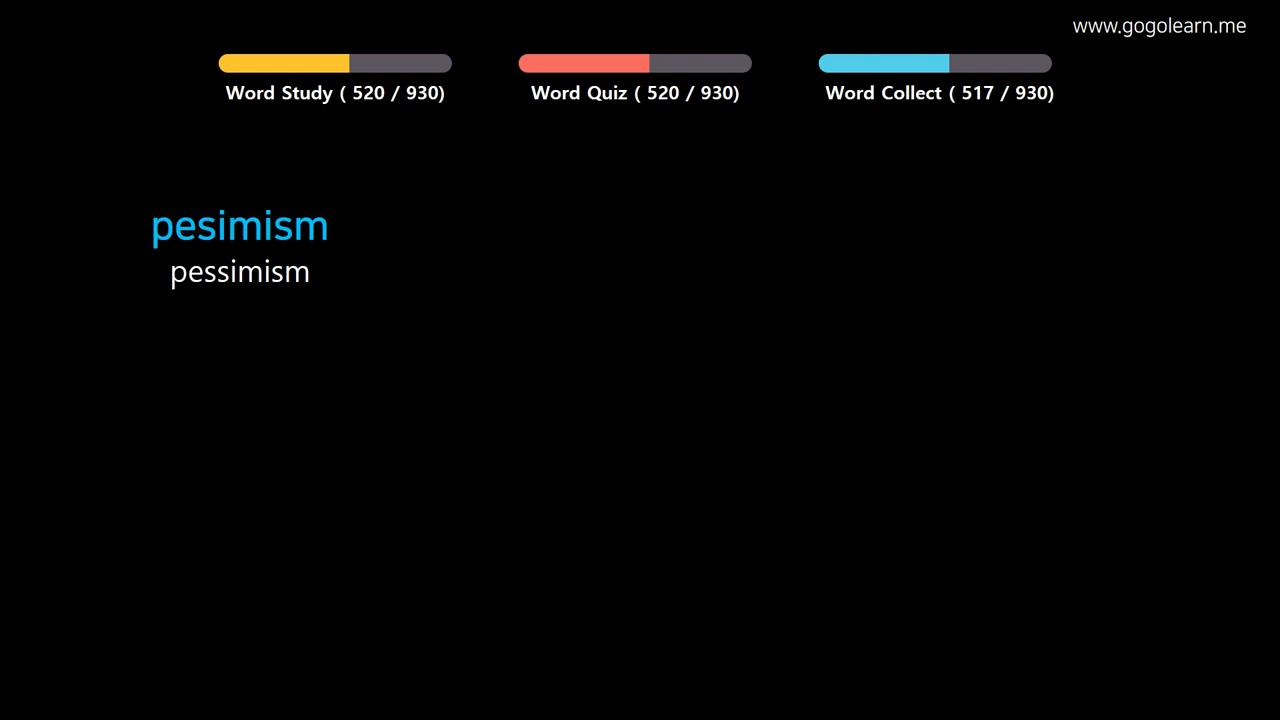 www.gogolearn.me
Word Study ( 520 / 930)
Word Quiz ( 520 / 930)
Word Collect ( 517 / 930)
pesimism
pessimism